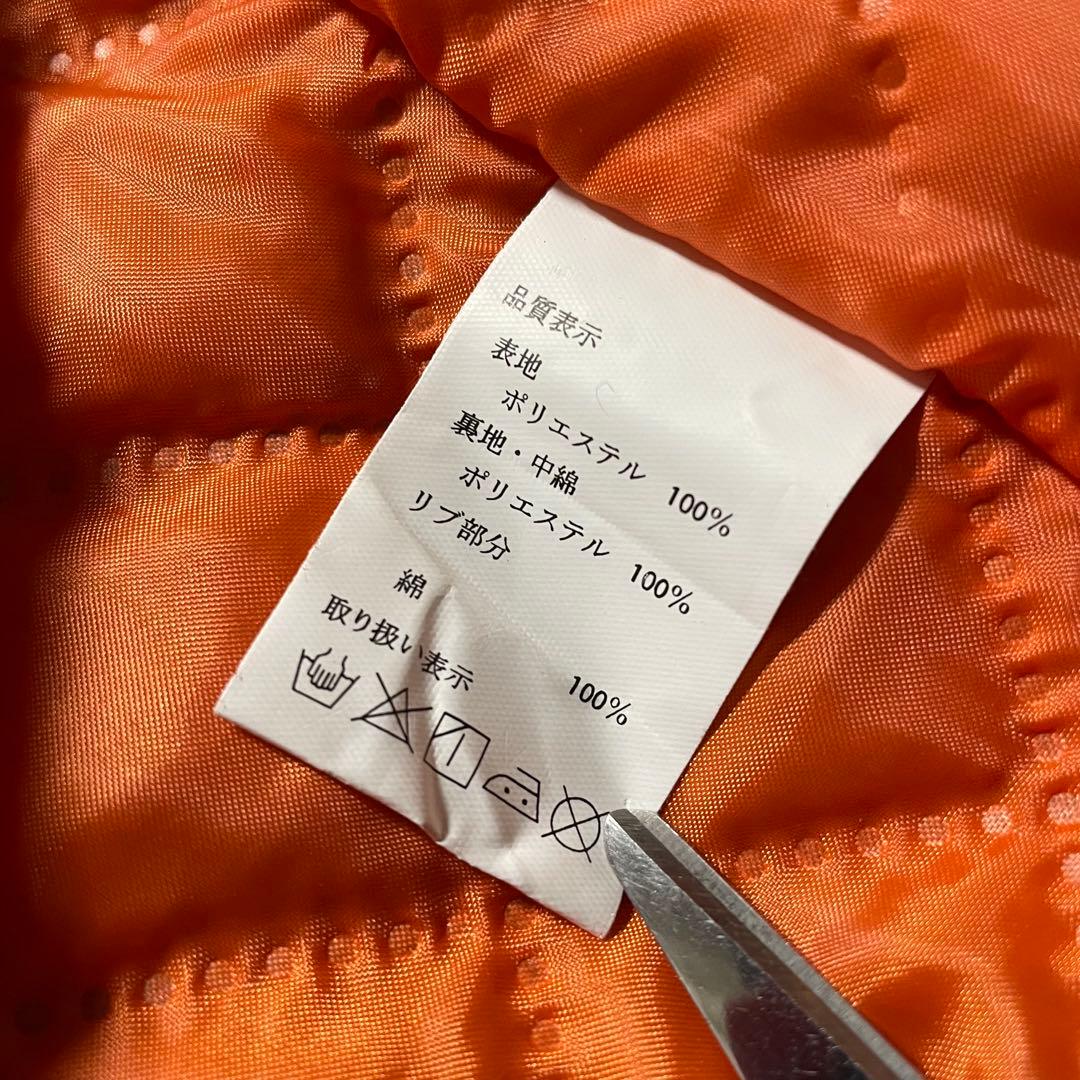 品質表示
表地
ポリエステル 100%
裏地・中綿
ポリエステル 100%
リブ部分
綿 100%
取り扱い表示